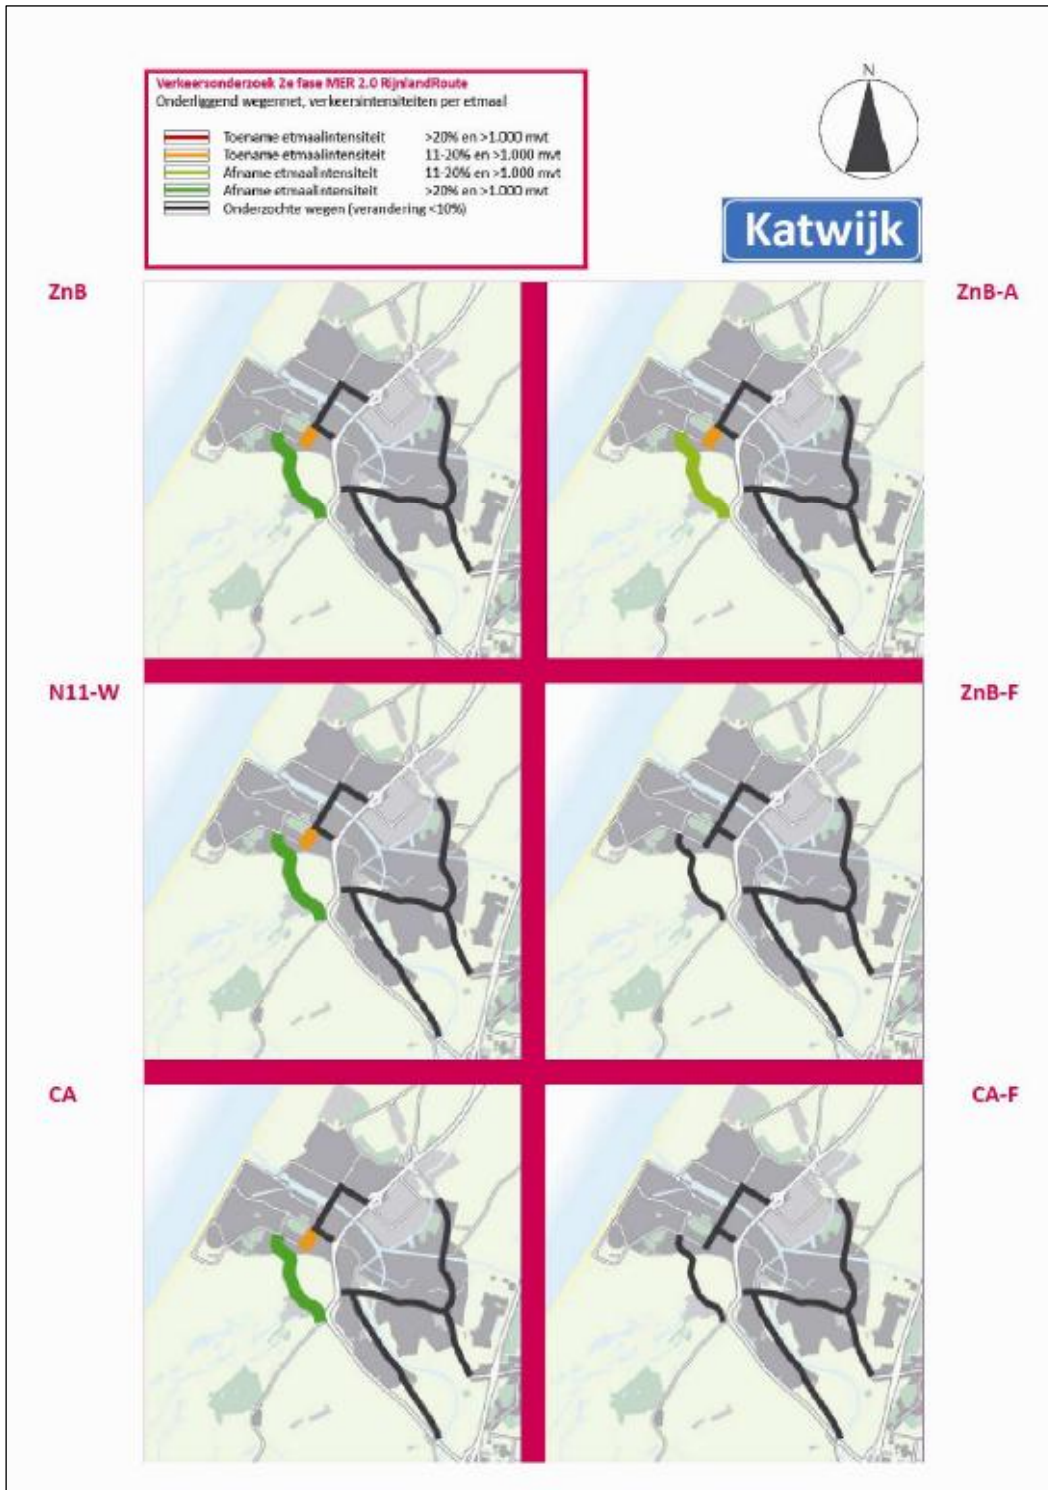 Verkeersonderzoek 2e fase MER 2.0 RijnlandRoute
Onderliggend wegennet, verkeersintensiteiten per etmaal
Toename etmaalintensiteit >20% en >1.000 mvt
Toename etmaalintensiteit 11-20% en >1.000 mvt
Afname etmaalintensiteit 11-20% en >1.000 mvt
Afname etmaalintensiteit >20% en >1.000 mvt
Onderzochte wegen (verandering <10%)
N
Katwijk
ZnB
ZnB-A
N11-W
ZnB-F
CA
CA-F